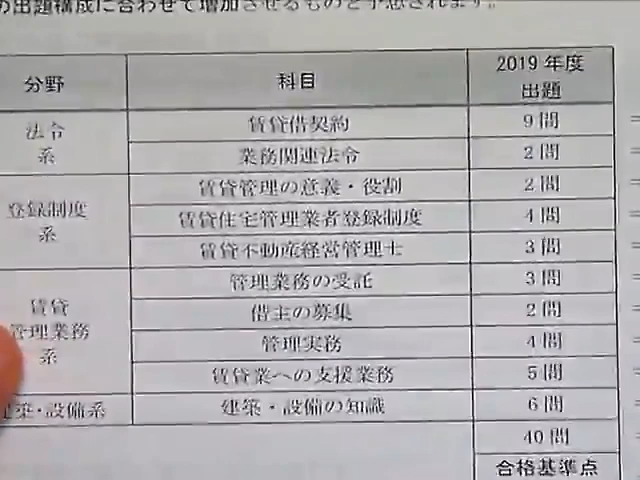 の出題構成に合わせて増加させるものと予想されます。
分野 科目 2019年度
出題
法令
系
賃貸借契約 9問
業務関連法令 2問
登録制度
系
賃貸管理の意義・役割 2問
賃貸住宅管理業者登録制度 4問
賃貸不動産経営管理士 3問
賃貸
管理業務
系
管理業務の受託 3問
借主の募集 2問
管理実務 4問
賃貸業への支援業務 5問
築・設備系 建築・設備の知識 6問
40問
合格基準点